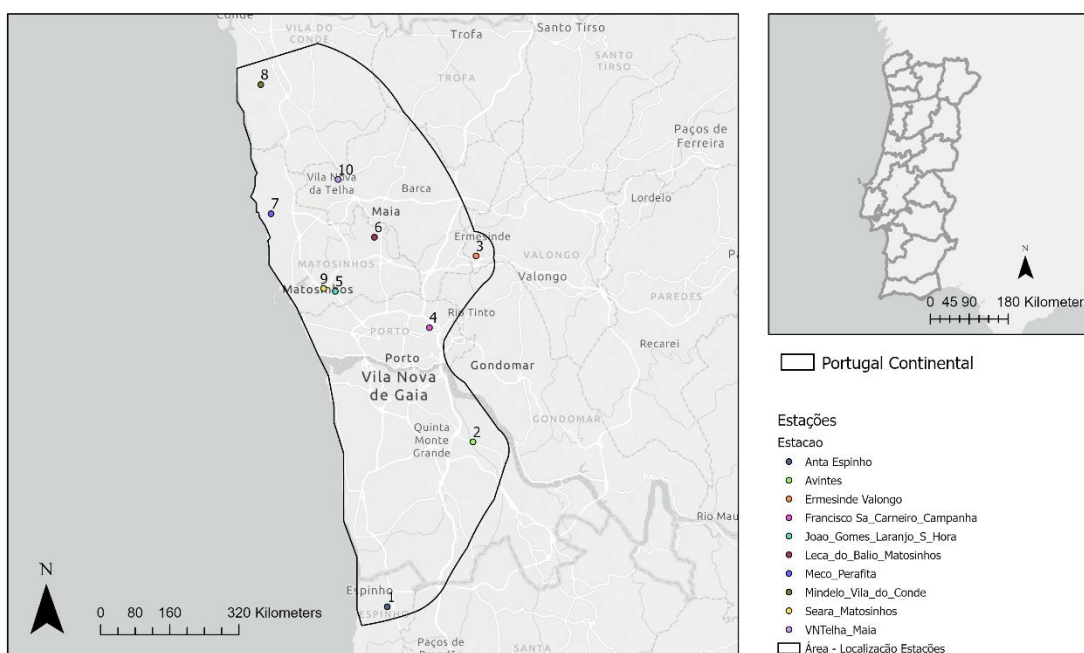 Conde
VILA DO
CONDE
Trofa
Santo Tirso
TROFA
SANTO
TIRSO
8
Paços de
Ferreira
10
Vila Nova
da Telha
Barca
Lordelo
7
Maia
6
Ermesinde
3
VALONGO
Valongo
MATOSINHOS
9
5
Matosinhos
PAREDES
4
Rio Tinto
PORTO
Recarei
Porto
Gondomar
Vila Nova
de Gaia
GONDOMAR
Quinta
Monte
Grande
2
Rio Mau
Espinho
1
ESPINHO
Paços de
SANTA
N
0 80 160 320 Kilometers
N
0 45 90 180 Kilometer
Portugal Continental
Estações
Estacao
Anta Espinho
Avintes
Ermesinde Valongo
Francisco Sa_Carneiro_Campanha
Joao_Gomes_Laranjo_S_Hora
Leca_do_Balio_Matosinhos
Meco_Perafita
Mindelo_Vila_do_Conde
Seara_Matosinhos
VNTelha_Maia
Área - Localização Estações